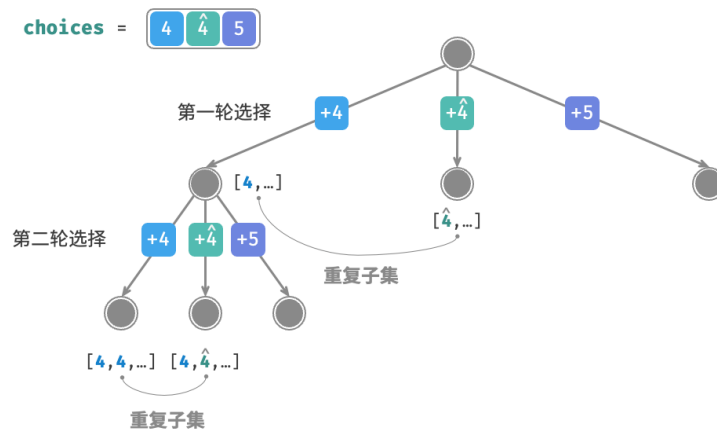 choices = 4 4̂ 5
第一轮选择 +4 +4̂ +5
[4,…]
[4̂,…]
第二轮选择 +4 +4̂ +5
重复子集
[4,4,…] [4,4̂,…]
重复子集